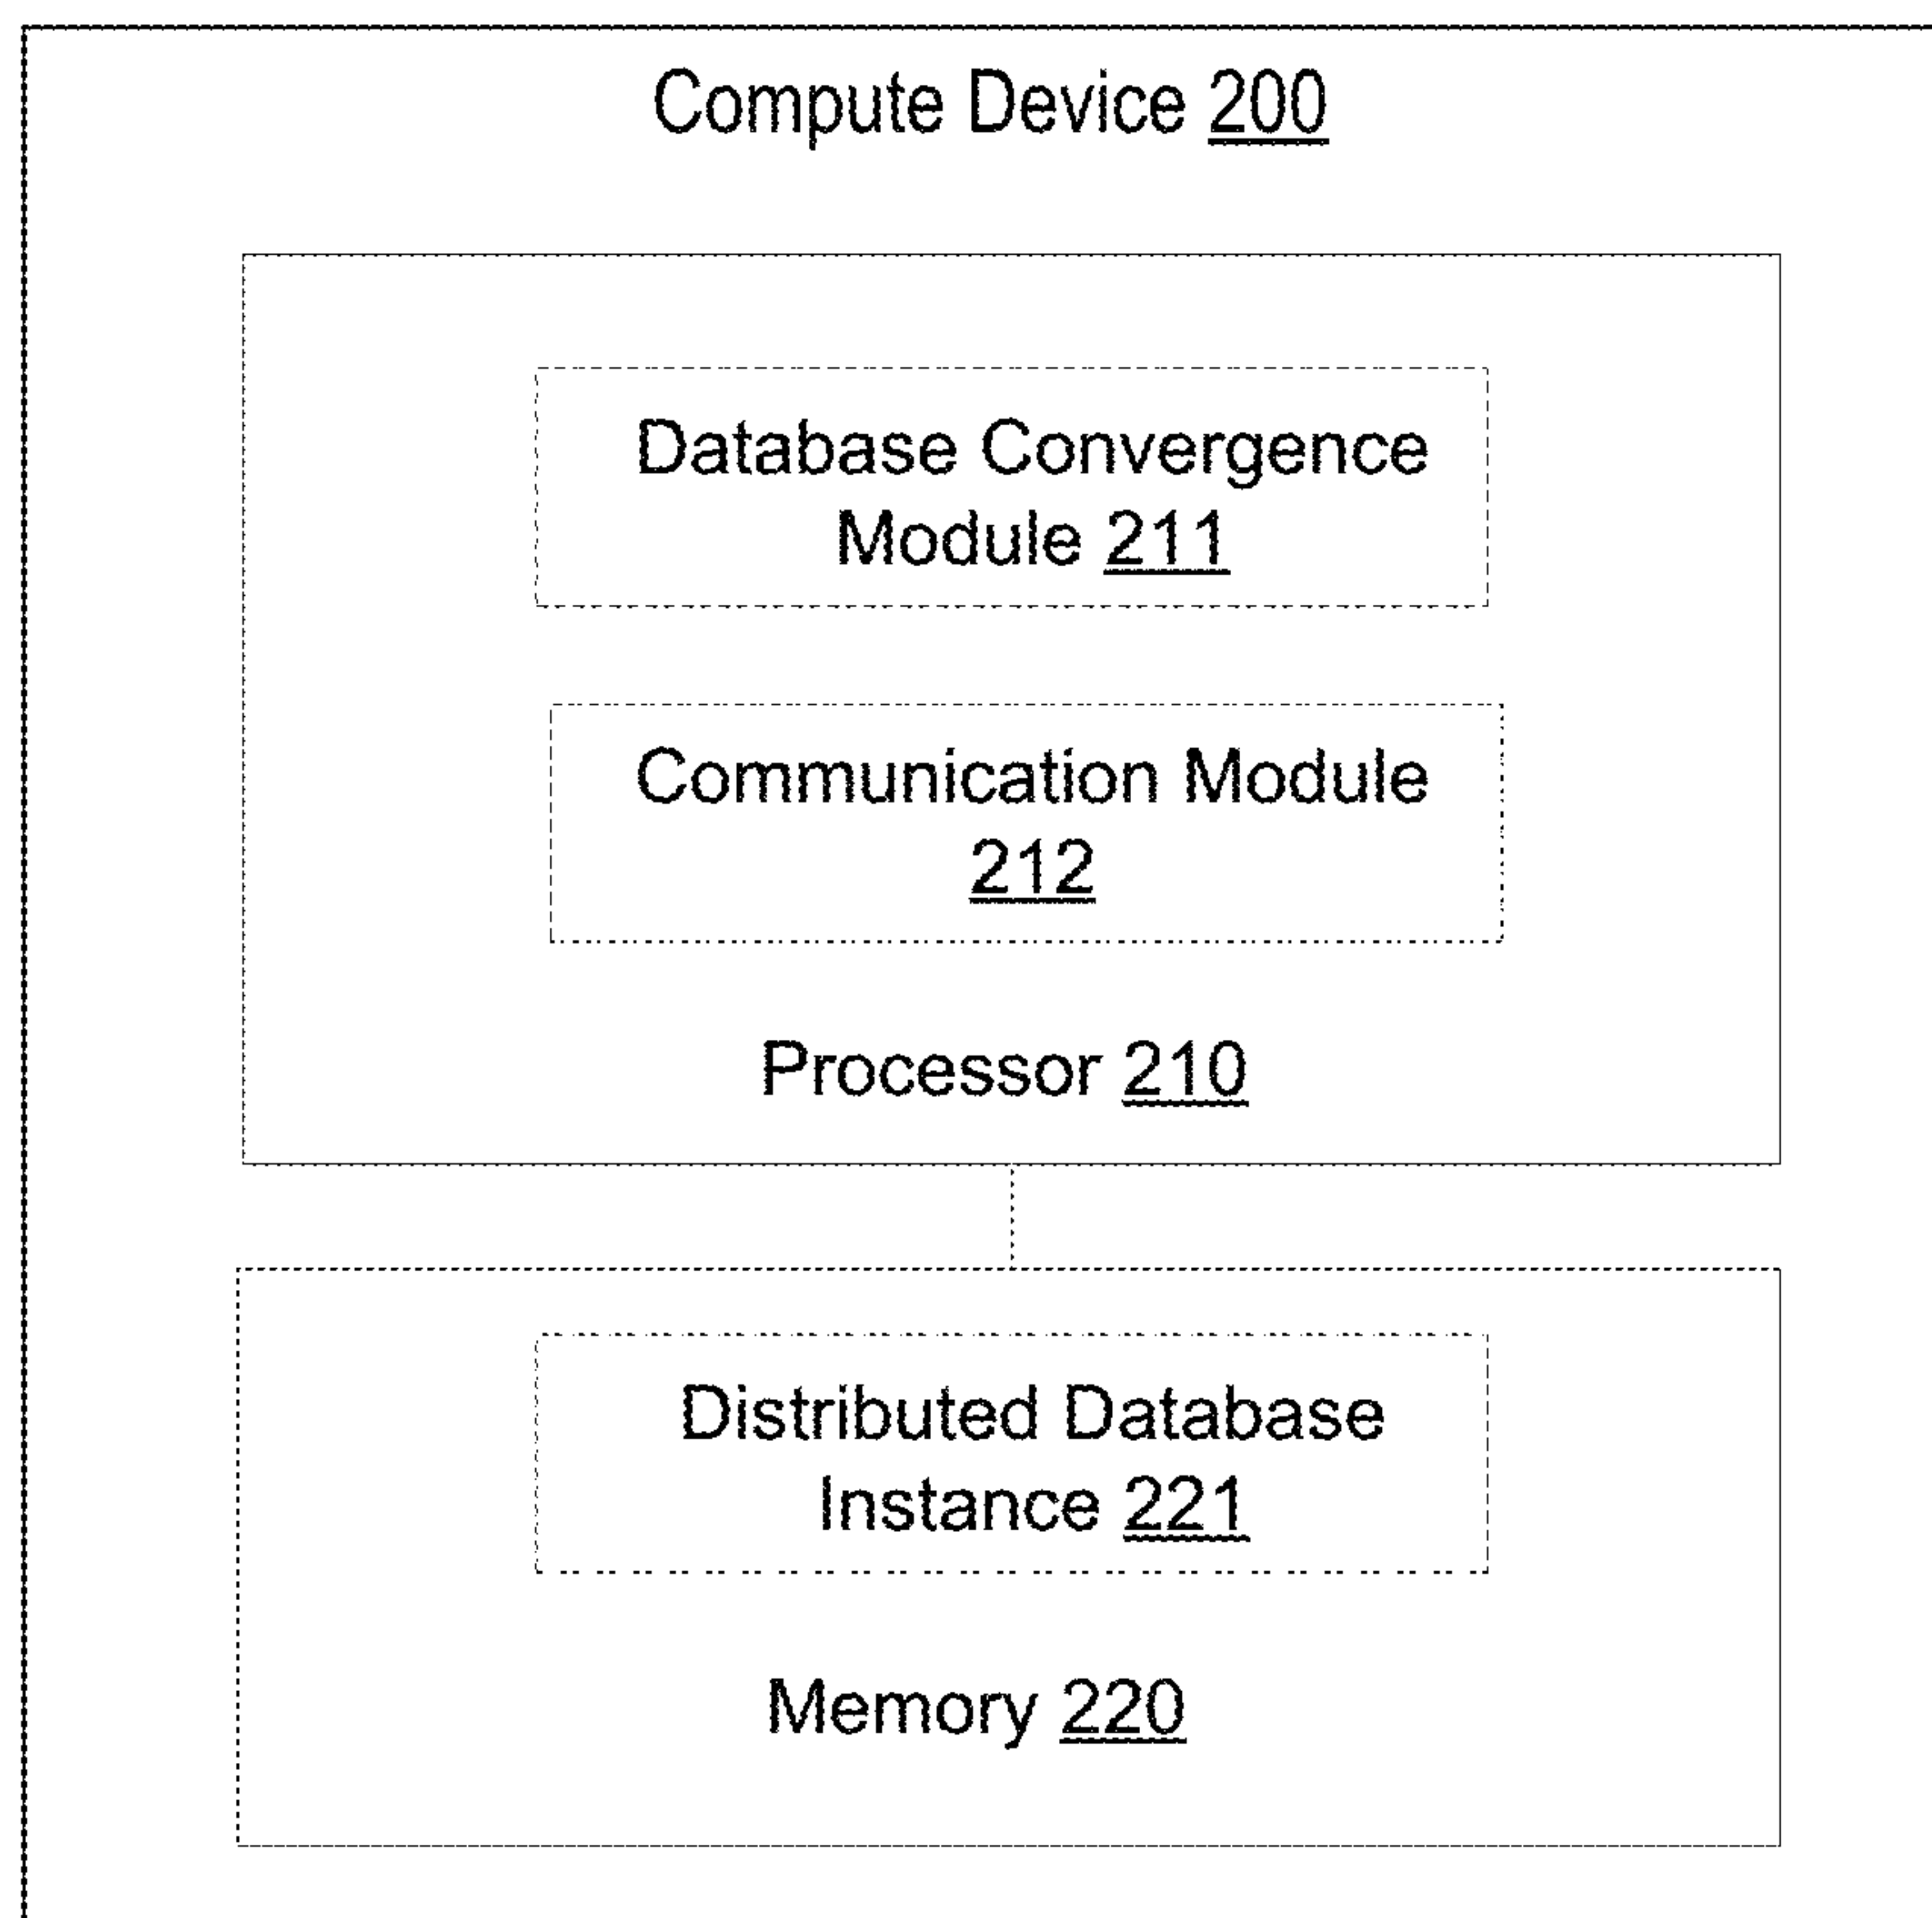 Compute Device 200
Database Convergence
Module 211
Communication Module
212
Processor 210
Distributed Database
Instance 221
Memory 220